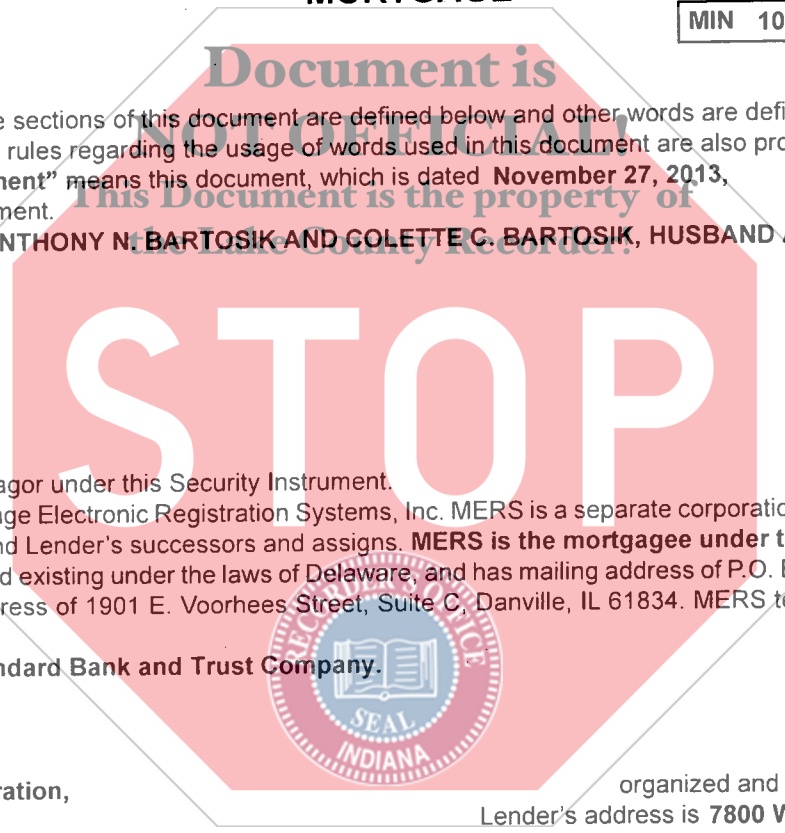 MORTGAGE
MIN 10
Document is
e sections of this document are defined below and other words are defi
NOT OFFICIAL!
rules regarding the usage of words used in this document are also pro
ment" means this document, which is dated November 27, 2013,
This Document is the property of
ment.
NTHONY N. BARTOSIK AND COLETTE C. BARTOSIK, HUSBAND
the Lake County Recorder!
STOP
agor under this Security Instrument.
ge Electronic Registration Systems, Inc. MERS is a separate corporatio
nd Lender's successors and assigns. MERS is the mortgagee under t
d existing under the laws of Delaware, and has mailing address of P.O.
ress of 1901 E. Voorhees Street, Suite C, Danville, IL 61834. MERS t
ndard Bank and Trust Company.
RECORDER'S OFFICE
SEAL
INDIANA
ration,
organized and
Lender's address is 7800 W